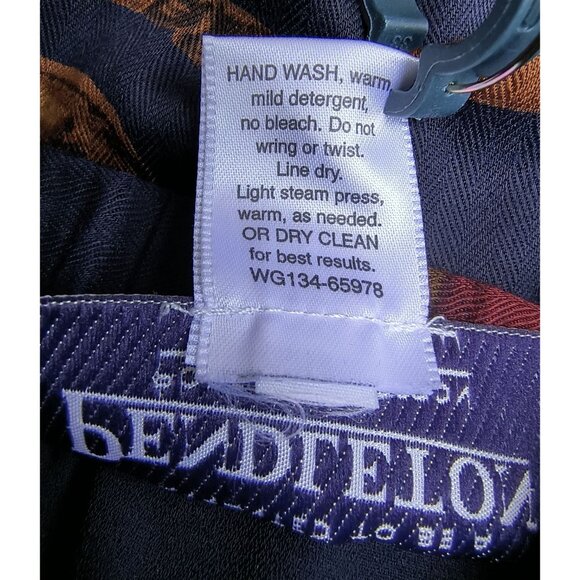 HAND WASH, warm,
mild detergent,
no bleach. Do not
wring or twist.
Line dry.
Light steam press,
warm, as needed.
OR DRY CLEAN
for best results.
WG134-65978
PENDLETON